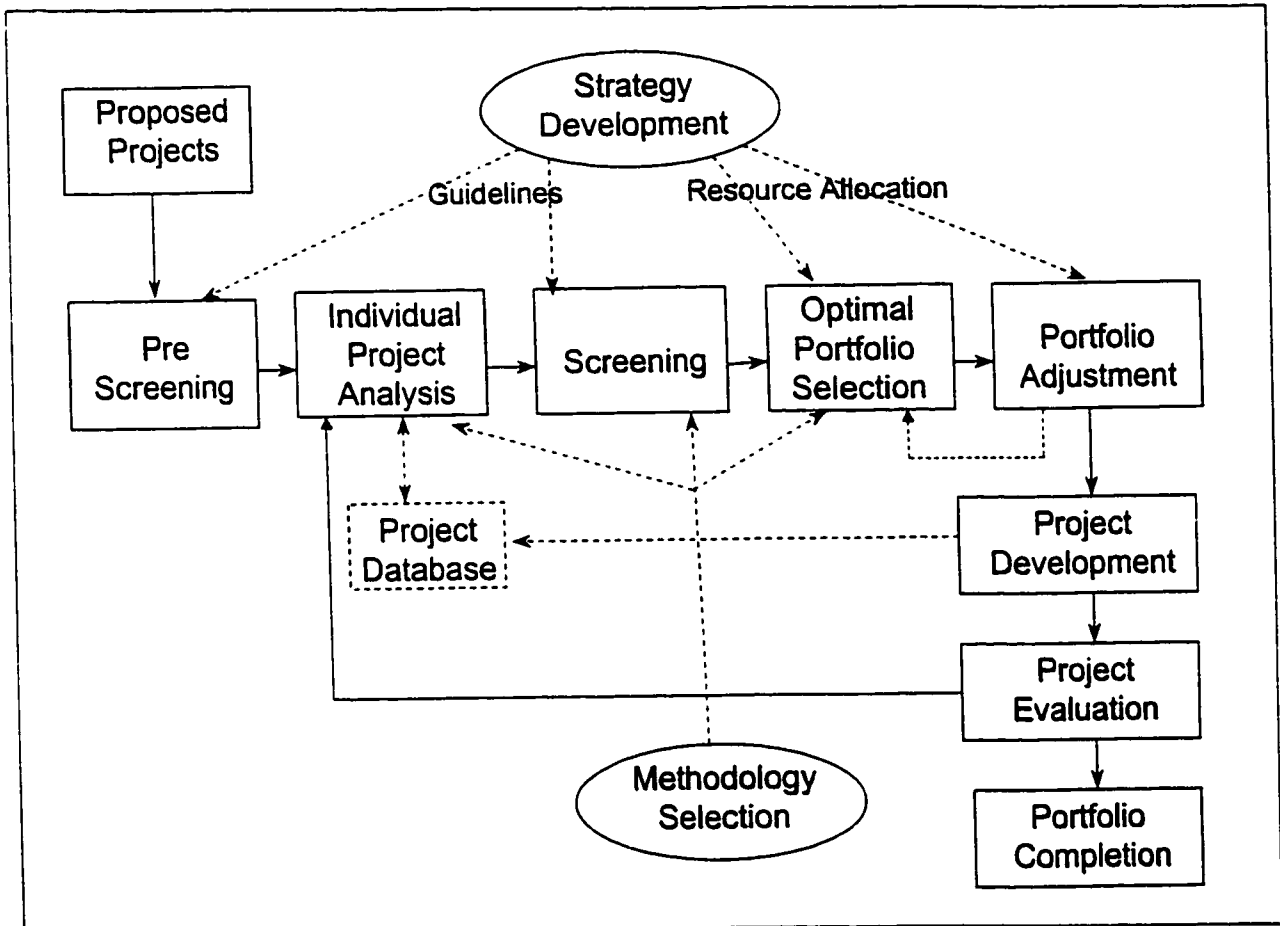 Strategy
Development
Proposed
Projects
Guidelines
Resource Allocation
Pre
Screening
Individual
Project
Analysis
Screening
Optimal
Portfolio
Selection
Portfolio
Adjustment
Project
Database
Project
Development
Project
Evaluation
Methodology
Selection
Portfolio
Completion